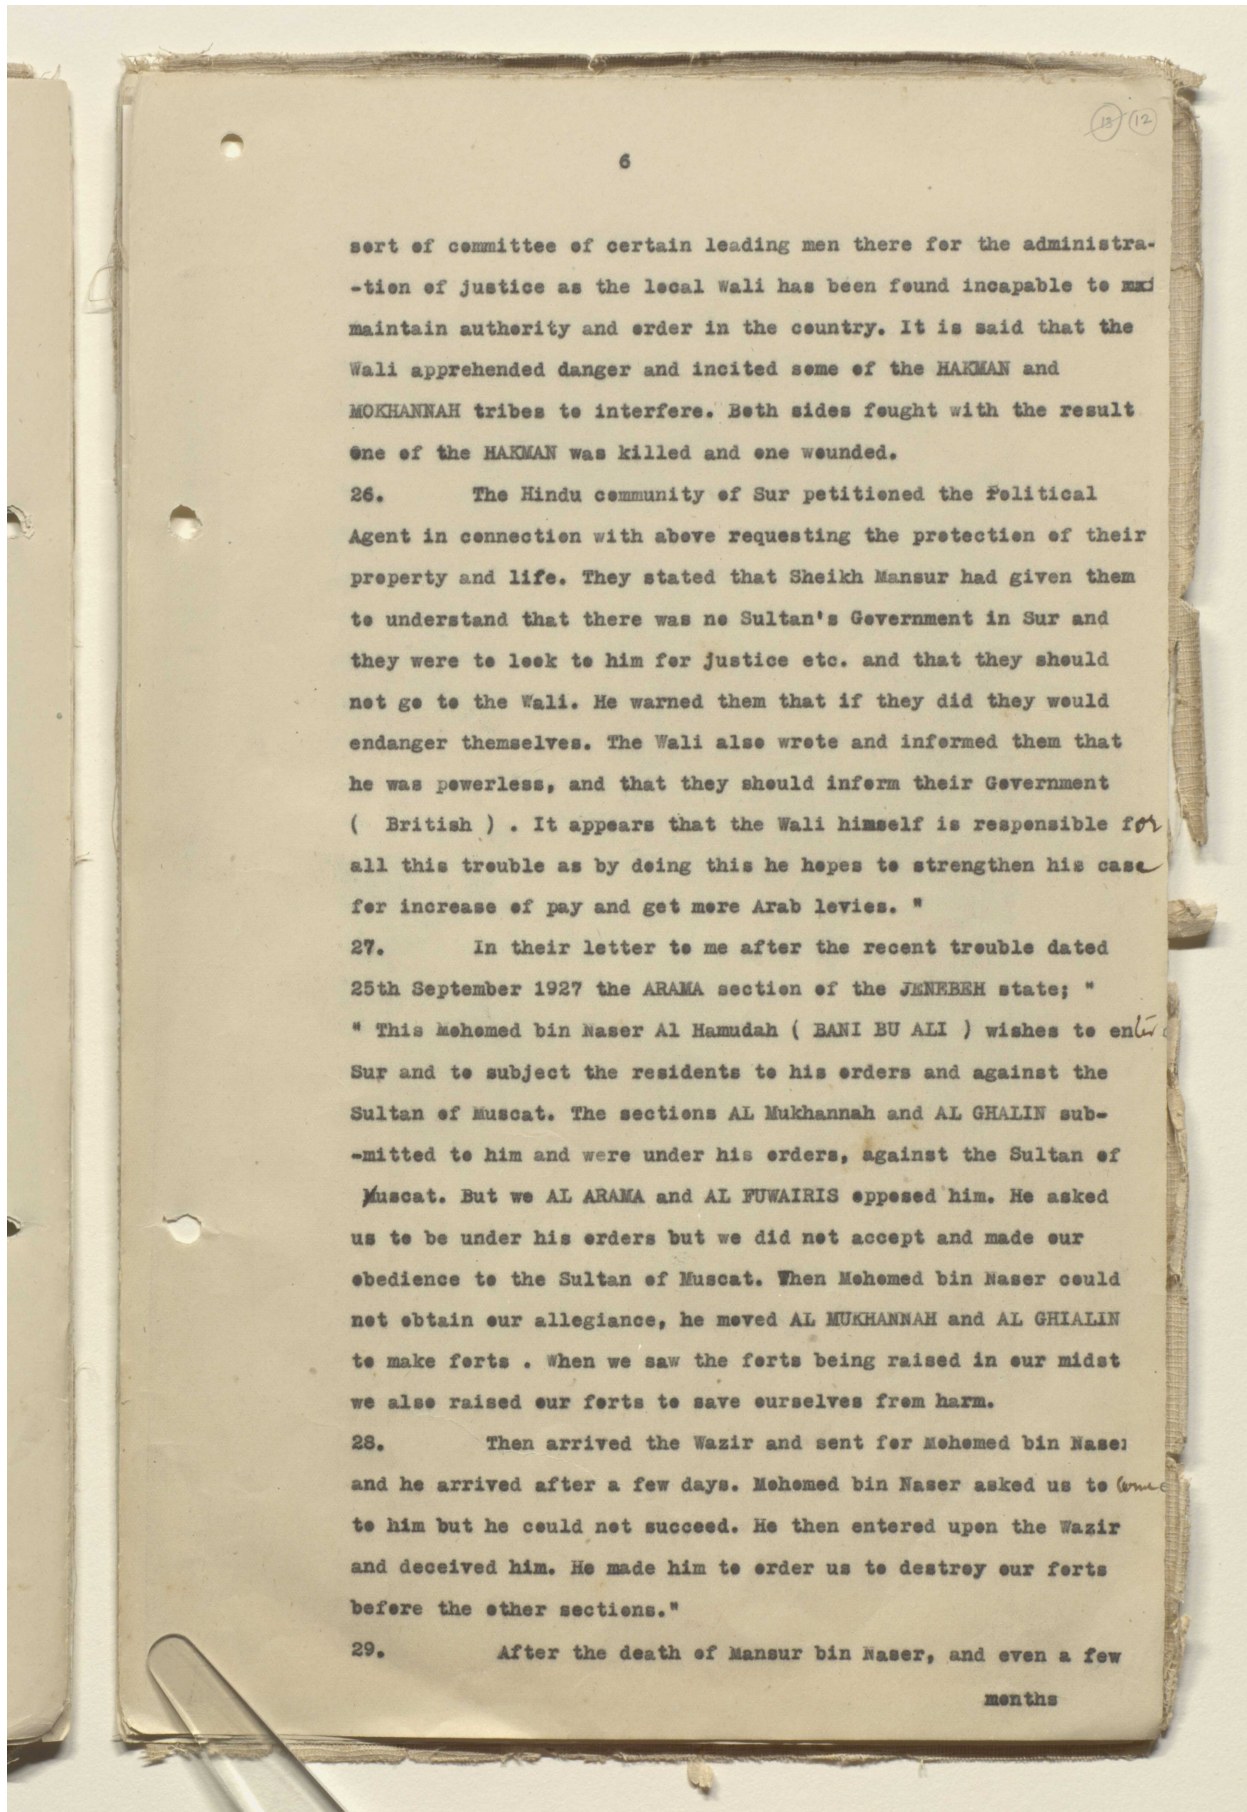 13 12
6
sort of committee of certain leading men there for the administra-
-tion of justice as the local Wali has been found incapable to
maintain authority and order in the country. It is said that the
Wali apprehended danger and incited some of the HAKMAN and
MOKHANNAH tribes to interfere. Both sides fought with the result
One of the HAKMAN was killed and one wounded.
26. The Hindu community of Sur petitioned the Political
Agent in connection with above requesting the protection of their
property and life. They stated that Sheikh Mansur had given them
to understand that there was no Sultan's Government in Sur and
they were to look to him for justice etc. and that they should
not go to the Wali. He warned them that if they did they would
endanger themselves. The Wali also wrote and informed them that
he was powerless, and that they should inform their Government
( British ) . It appears that the Wali himself is responsible for
all this trouble as by doing this he hopes to strengthen his case
for increase of pay and get more Arab levies. "
27. In their letter to me after the recent trouble dated
25th September 1927 the ARAMA section of the JENEBEH state; "
" This Mohomed bin Naser Al Hamudah ( BANI BU ALI ) wishes to enter
Sur and to subject the residents to his orders and against the
Sultan of Muscat. The sections AL Mukhannah and AL GHALIN sub-
-mitted to him and were under his orders, against the Sultan of
Muscat. But we AL ARAMA and AL FUWAIRIS opposed him. He asked
us to be under his orders but we did not accept and made our
obedience to the Sultan of Muscat. When Mohomed bin Naser could
not obtain our allegiance, he moved AL MUKHANNAH and AL GHIALIN
to make forts . When we saw the forts being raised in our midst
we also raised our forts to save ourselves from harm.
28. Then arrived the Wazir and sent for Mohomed bin Naser
and he arrived after a few days. Mohomed bin Naser asked us to come
to him but he could not succeed. He then entered upon the Wazir
and deceived him. He made him to order us to destroy our forts
before the other sections."
29. After the death of Mansur bin Naser, and even a few
months